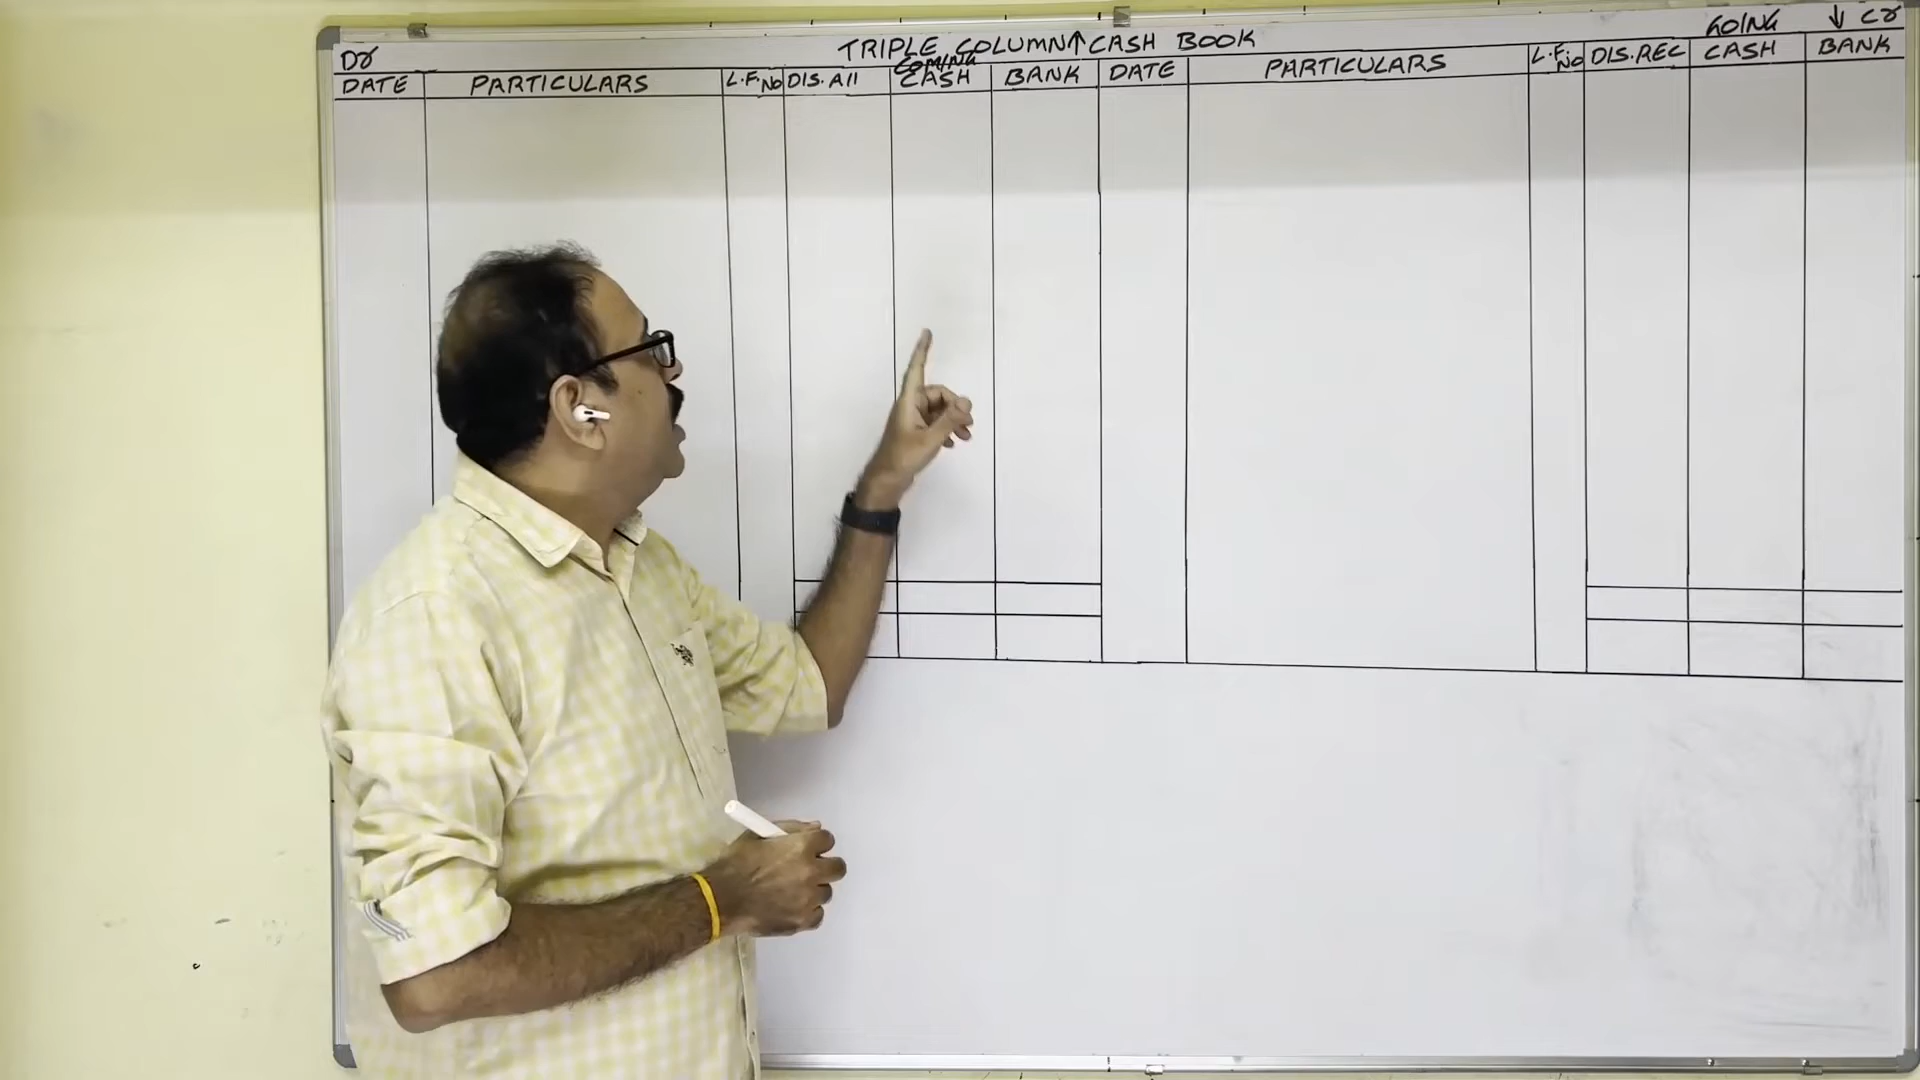 TRIPLE COLUMN↑ CASH BOOK
Dr
GOING ↓ Cr
COMING
DATE PARTICULARS L.F.No DIS.All CASH BANK DATE PARTICULARS L.F.No DIS.REC CASH BANK